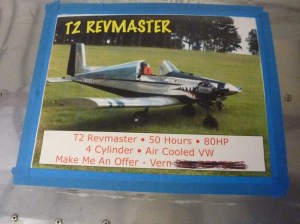 T2 REVMASTER
T2 Revmaster • 50 Hours • 80HP
4 Cylinder • Air Cooled VW
Make Me An Offer - Vern